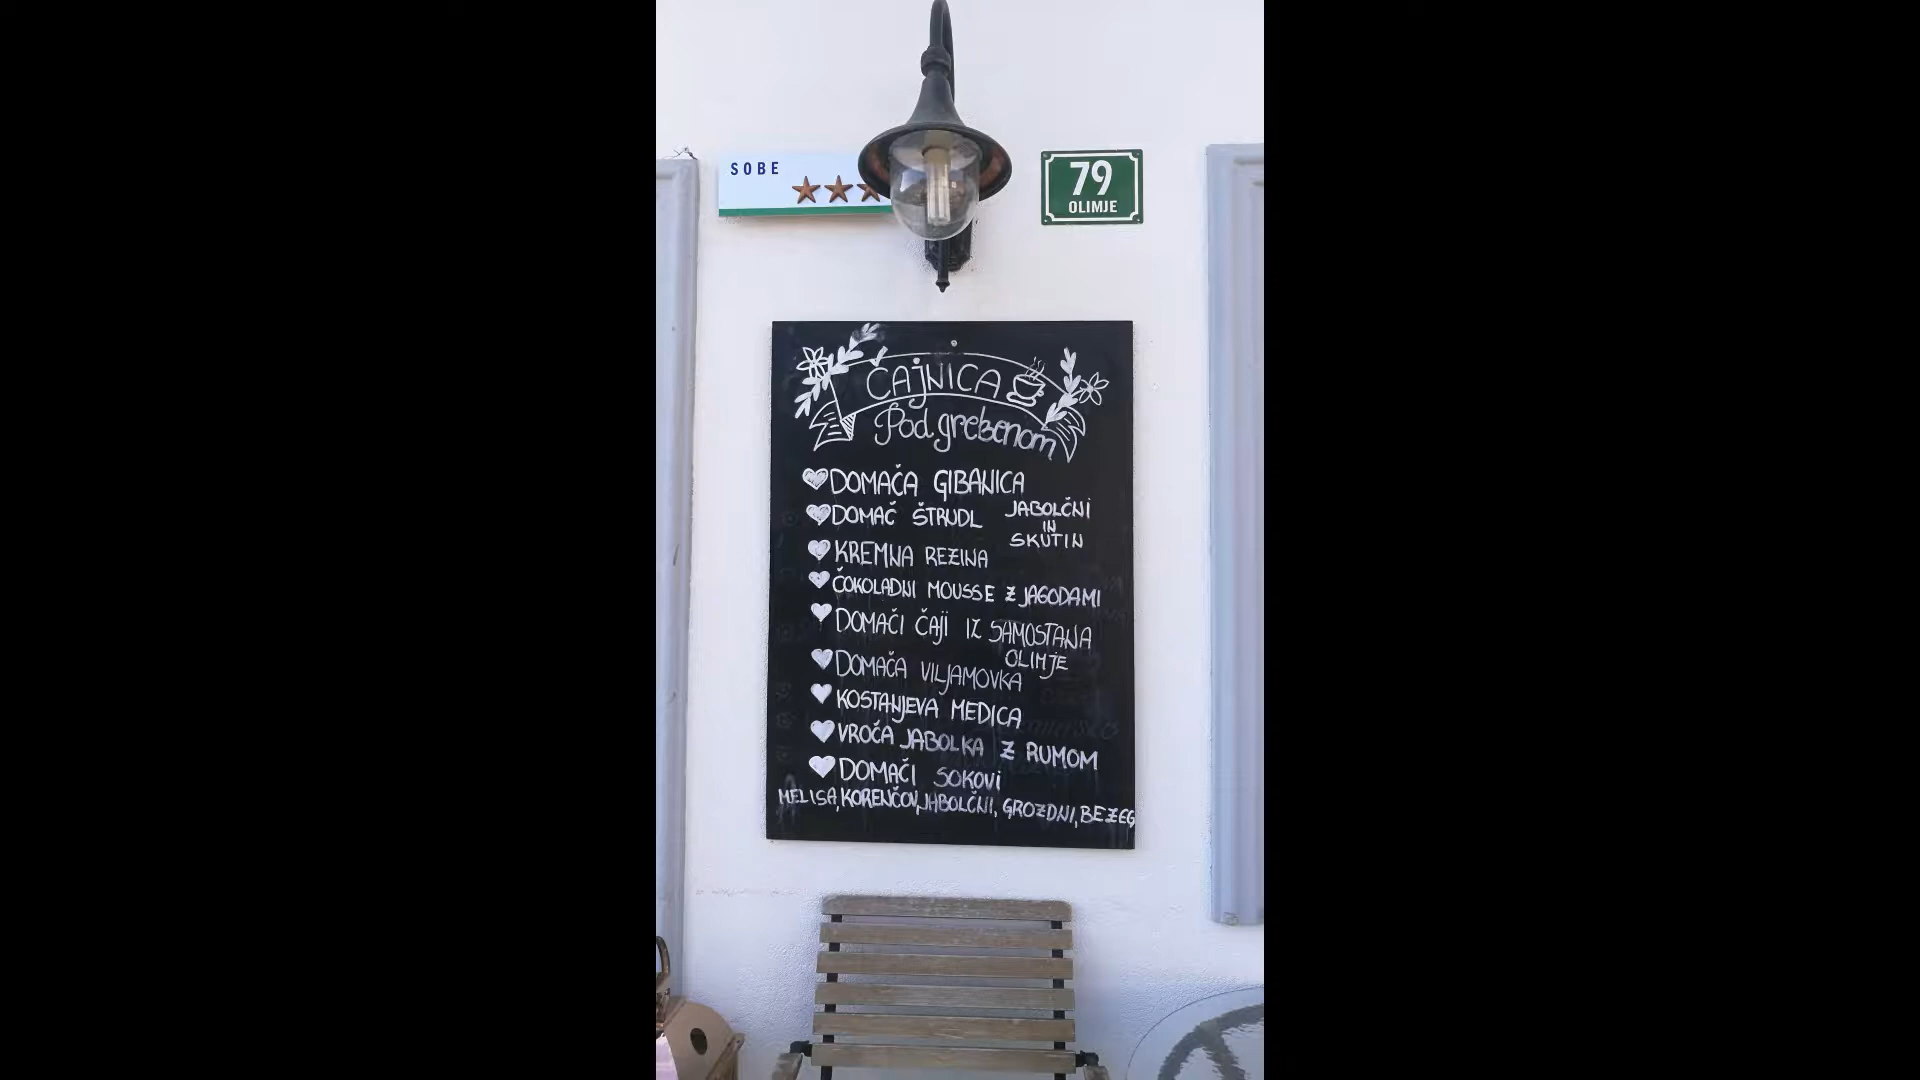 SOBE
79
OLIMJE
ČAJNICA
Pod grebenom
DOMAČA GIBANICA
DOMAČ ŠTRUDL JABOLČNI
IN
SKUTIN
KREMNA REZINA
ČOKOLADNI MOUSSE Z JAGODAMI
DOMAČI ČAJI IZ SAMOSTANA
OLIMJE
DOMAČA VILJAMOVKA
KOSTANJEVA MEDICA
VROČA JABOLKA Z RUMOM
DOMAČI SOKOVI
MELISA, KORENČOV, JABOLČNI, GROZDNI, BEZEG